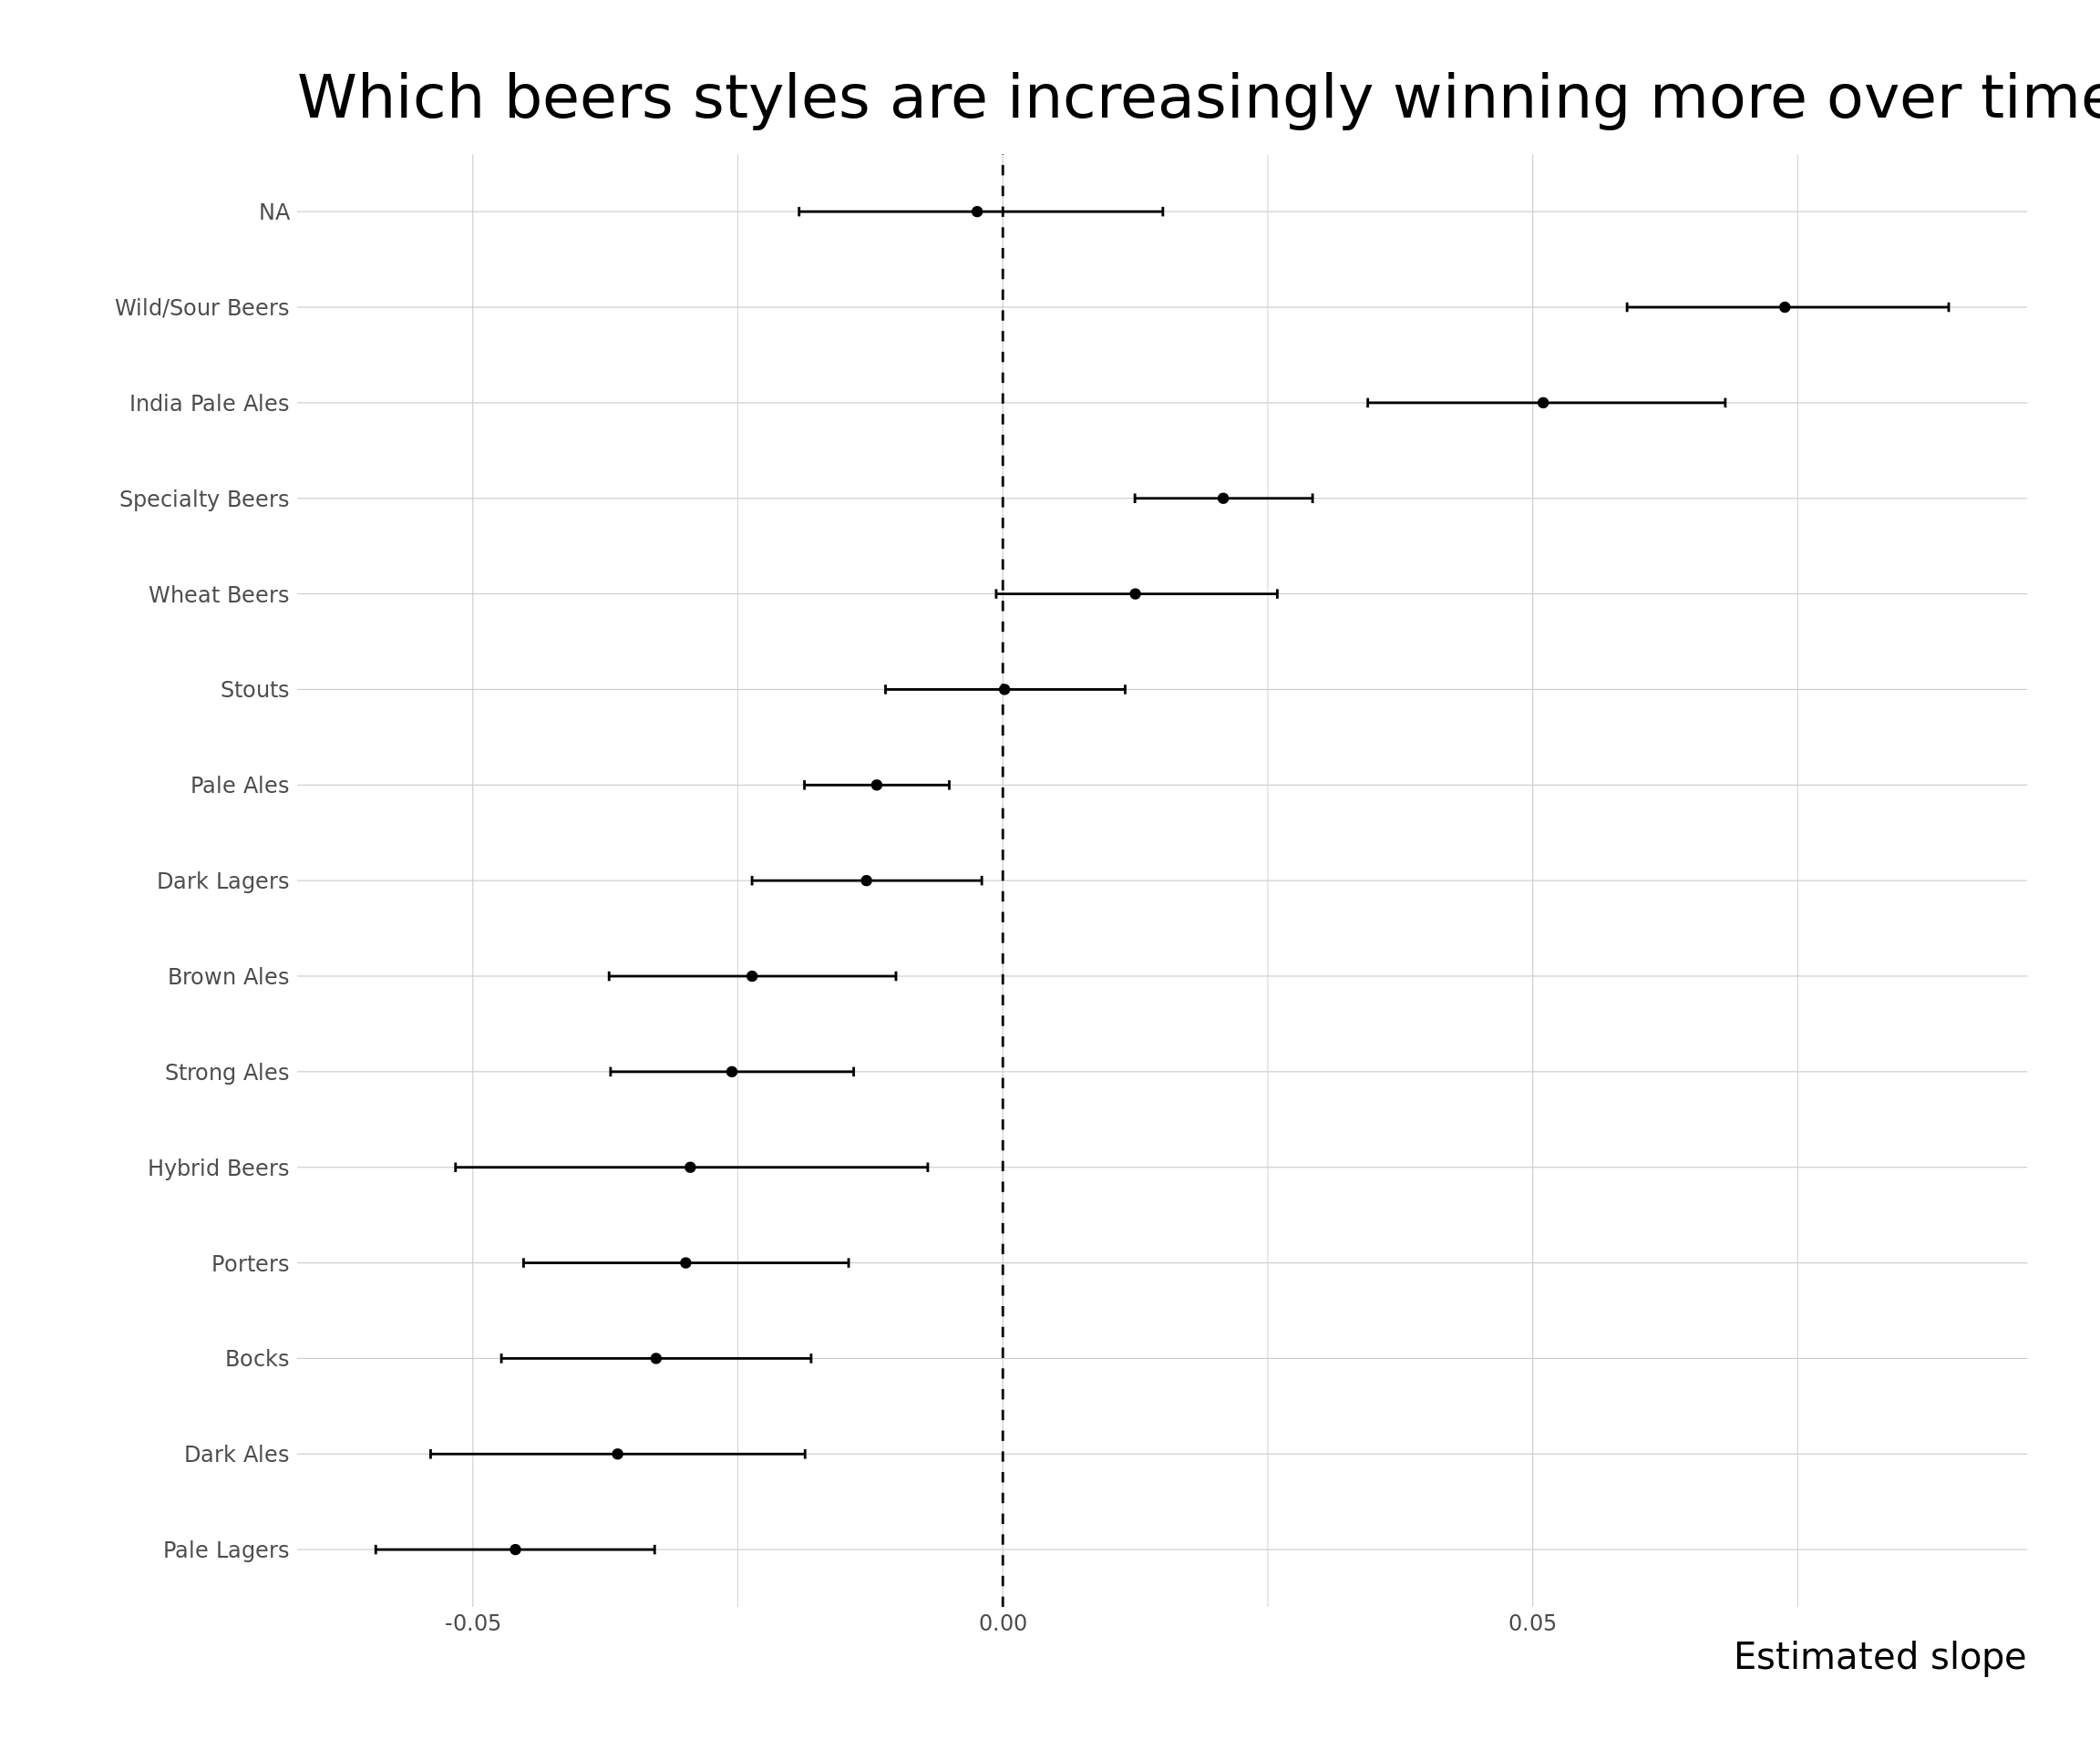 Which beers styles are increasingly winning more over time
NA
Wild/Sour Beers
India Pale Ales
Specialty Beers
Wheat Beers
Stouts
Pale Ales
Dark Lagers
Brown Ales
Strong Ales
Hybrid Beers
Porters
Bocks
Dark Ales
Pale Lagers
-0.05 0.00 0.05
Estimated slope